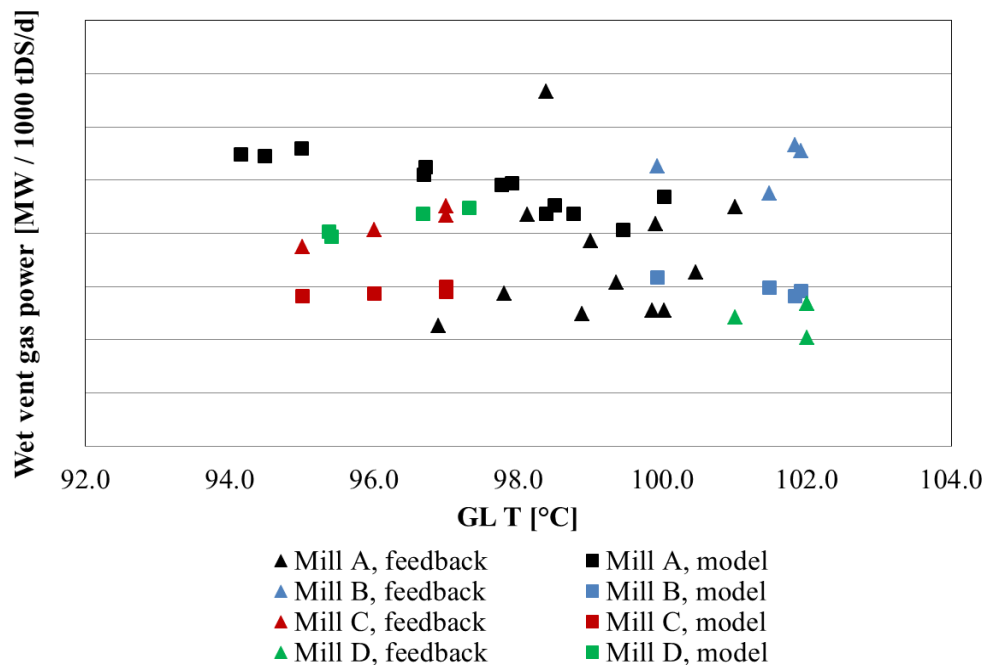 Wet vent gas power [MW / 1000 tDS/d]
92.0 94.0 96.0 98.0 100.0 102.0 104.0
GL T [°C]
Mill A, feedback Mill A, model
Mill B, feedback Mill B, model
Mill C, feedback Mill C, model
Mill D, feedback Mill D, model